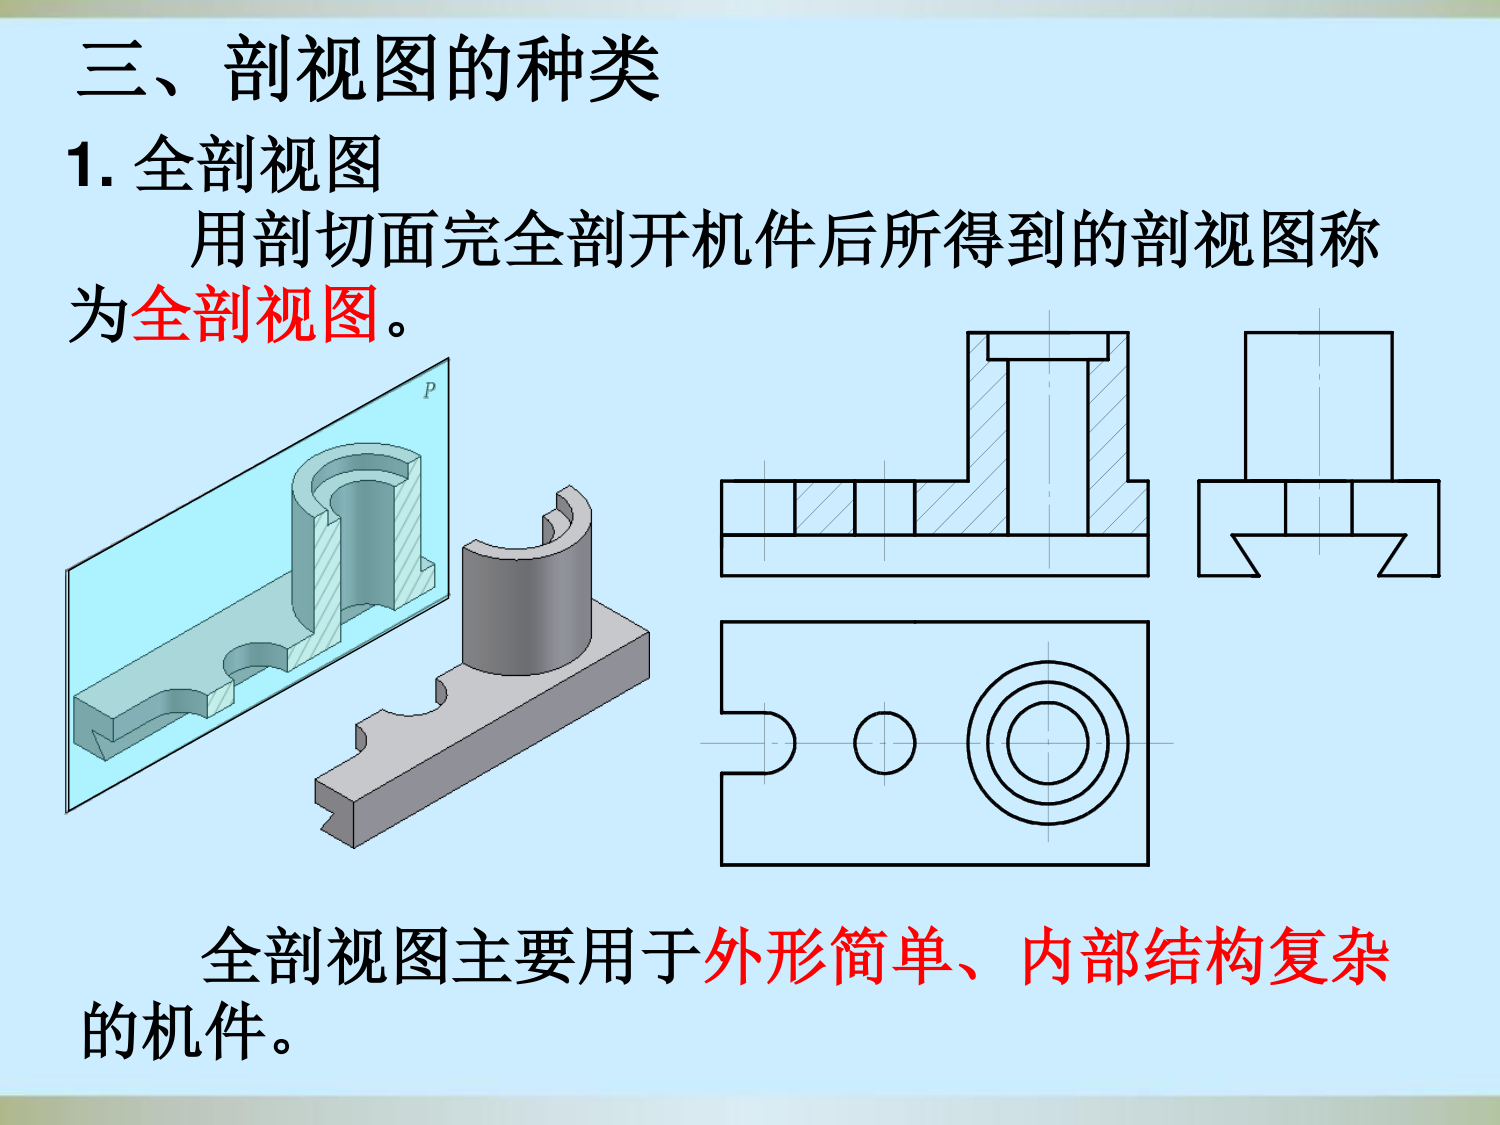 三、剖视图的种类
1. 全剖视图
用剖切面完全剖开机件后所得到的剖视图称
为全剖视图。
P
全剖视图主要用于外形简单、内部结构复杂
的机件。